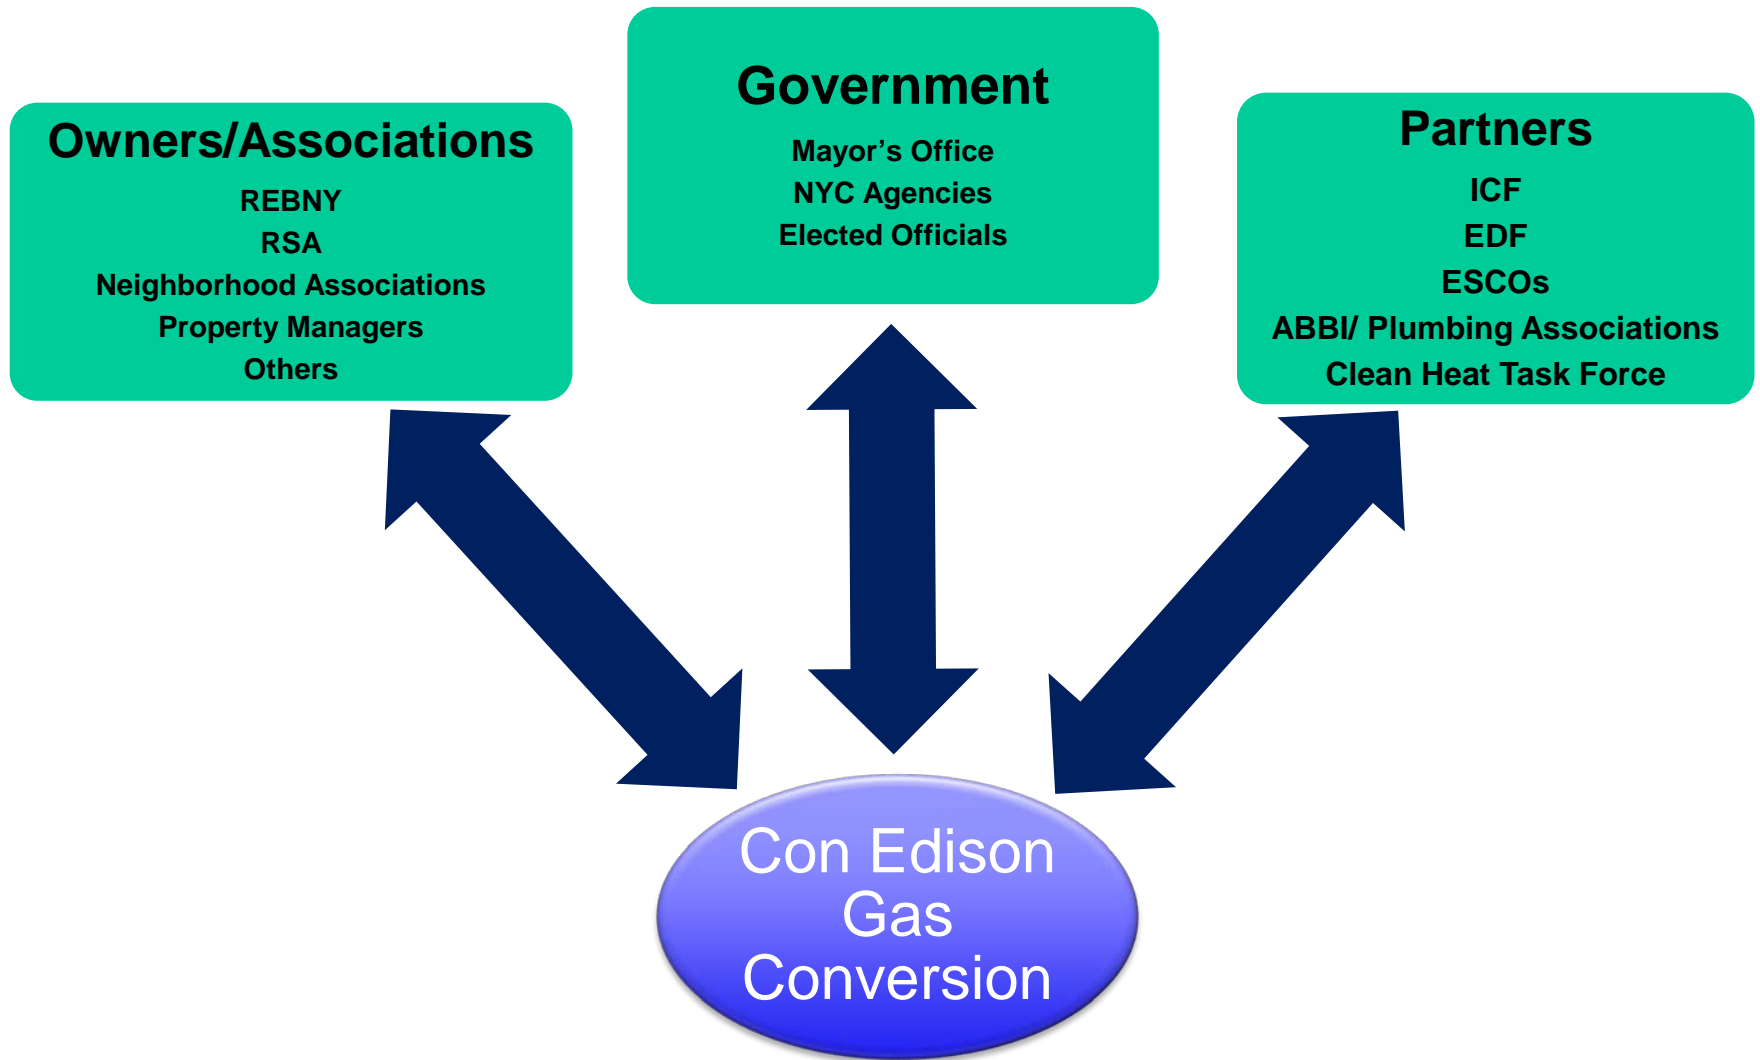 Owners/Associations
REBNY
RSA
Neighborhood Associations
Property Managers
Others
Government
Mayor’s Office
NYC Agencies
Elected Officials
Partners
ICF
EDF
ESCOs
ABBI/ Plumbing Associations
Clean Heat Task Force
Con Edison
Gas
Conversion